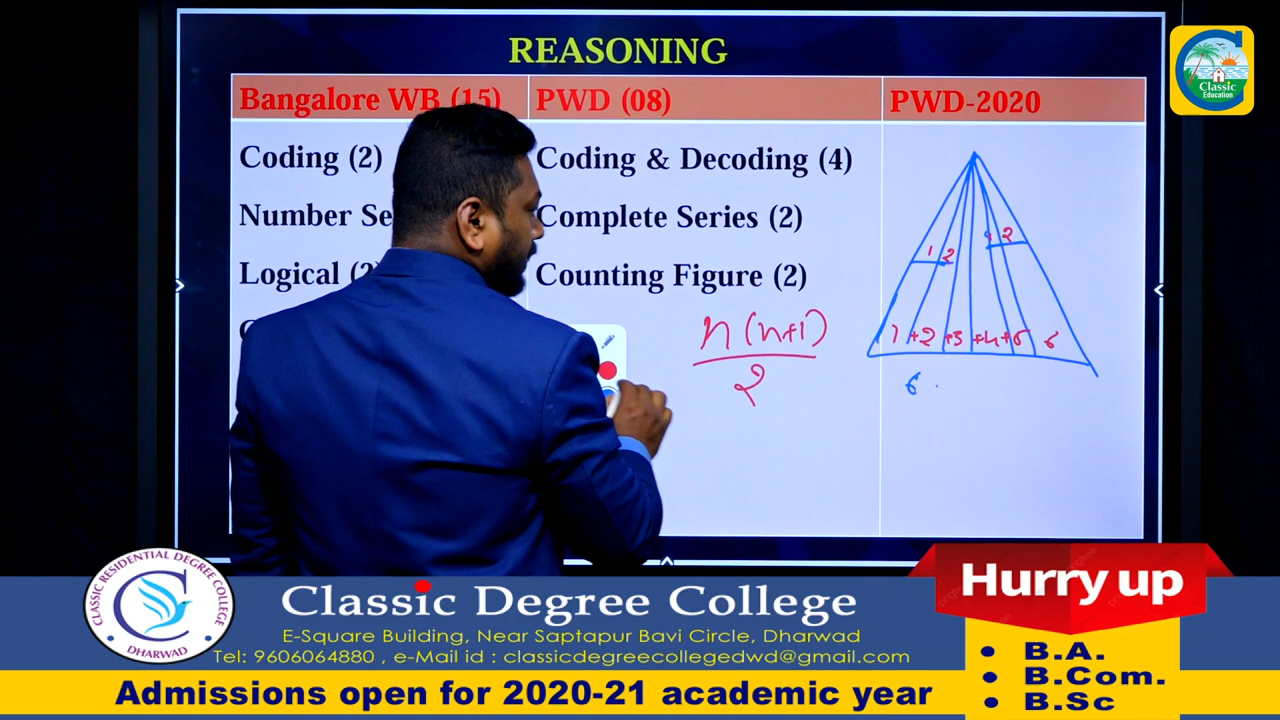 REASONING
Bangalore WB (15)
PWD (08)
PWD-2020
Coding (2)
Coding & Decoding (4)
Number Se
Complete Series (2)
Logical (2)
Counting Figure (2)
n(n+1)
2
1 2
2
1 +2 +3 +4+5 6
6
Classic
Education
CLASSIC RESIDENTIAL DEGREE COLLEGE
DHARWAD
Classic Degree College
E-Square Building, Near Saptapur Bavi Circle, Dharwad
Tel: 9606064880 , e-Mail id : classicdegreecollegedwd@gmail.com
Admissions open for 2020-21 academic year
Hurry up
• B.A.
• B.Com.
• B.Sc